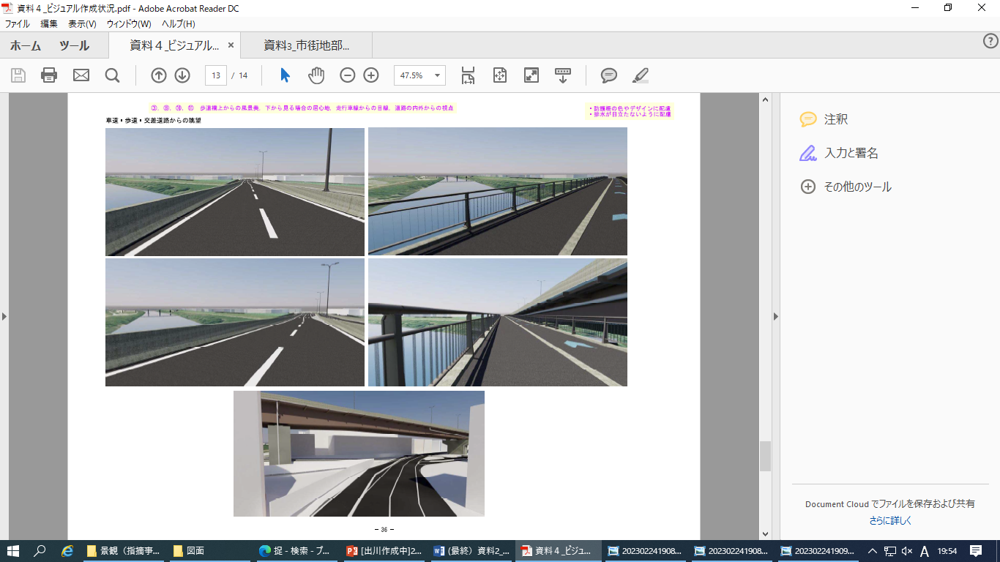 資料４_ビジュアル作成状況.pdf - Adobe Acrobat Reader DC
ファイル 編集 表示(V) ウィンドウ(W) ヘルプ(H)
ホーム ツール 資料４_ビジュアル... × 資料3_市街地部...
13 / 14 47.5%
③、⑨、⑩、⑪ 歩道橋上からの風景美、下から見る場合の居心地、走行車線からの目線、道路の内外からの視点
・防護柵の色やデザインに配慮
・排水が目立たないように配慮
車道・歩道・交差道路からの眺望
注釈
入力と署名
その他のツール
－ 36 －
Document Cloud でファイルを保存および共有
さらに詳しく
景観（指摘事... 図面 捉 - 検索 - プ... [出川作成中]2... (最終）資料2_... 資料４_ビジュ... 202302241908... 202302241908... 202302241909... A 19:54